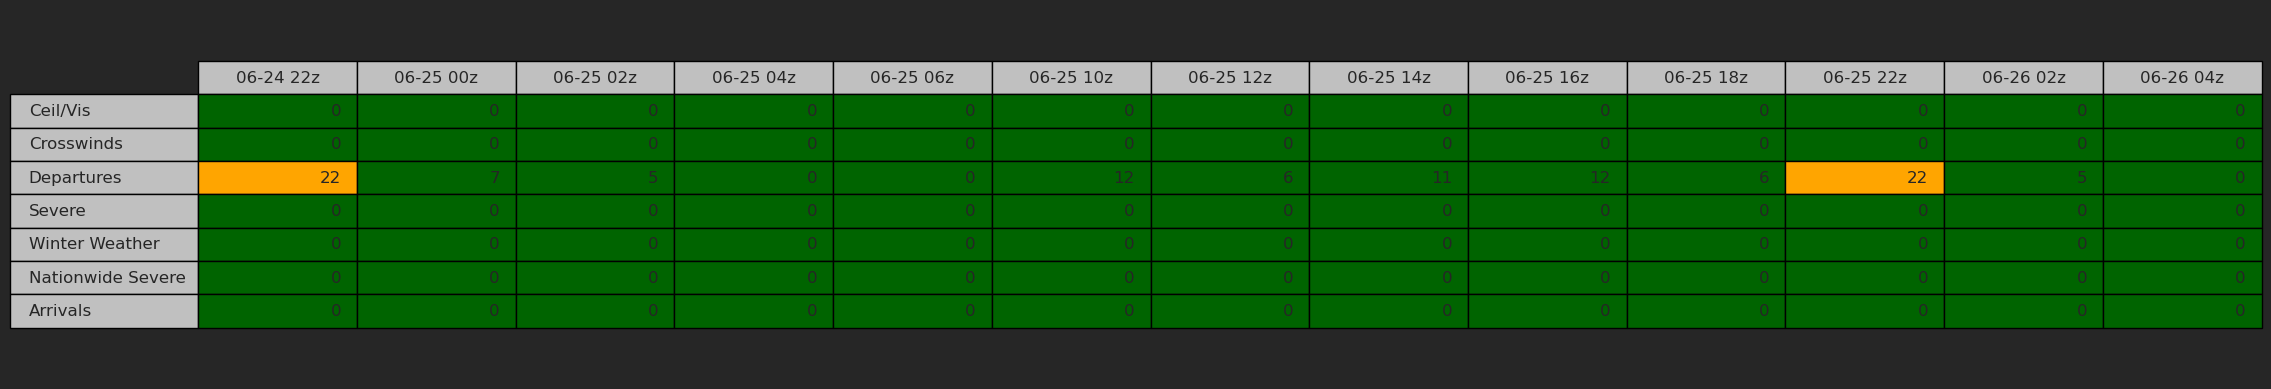 06-24 22z 06-25 00z 06-25 02z 06-25 04z 06-25 06z 06-25 10z 06-25 12z 06-25 14z 06-25 16z 06-25 18z 06-25 22z 06-26 02z 06-26 04z
Ceil/Vis 0 0 0 0 0 0 0 0 0 0 0 0 0
Crosswinds 0 0 0 0 0 0 0 0 0 0 0 0 0
Departures 22 7 5 0 0 12 6 11 12 6 22 5 0
Severe 0 0 0 0 0 0 0 0 0 0 0 0 0
Winter Weather 0 0 0 0 0 0 0 0 0 0 0 0 0
Nationwide Severe 0 0 0 0 0 0 0 0 0 0 0 0 0
Arrivals 0 0 0 0 0 0 0 0 0 0 0 0 0